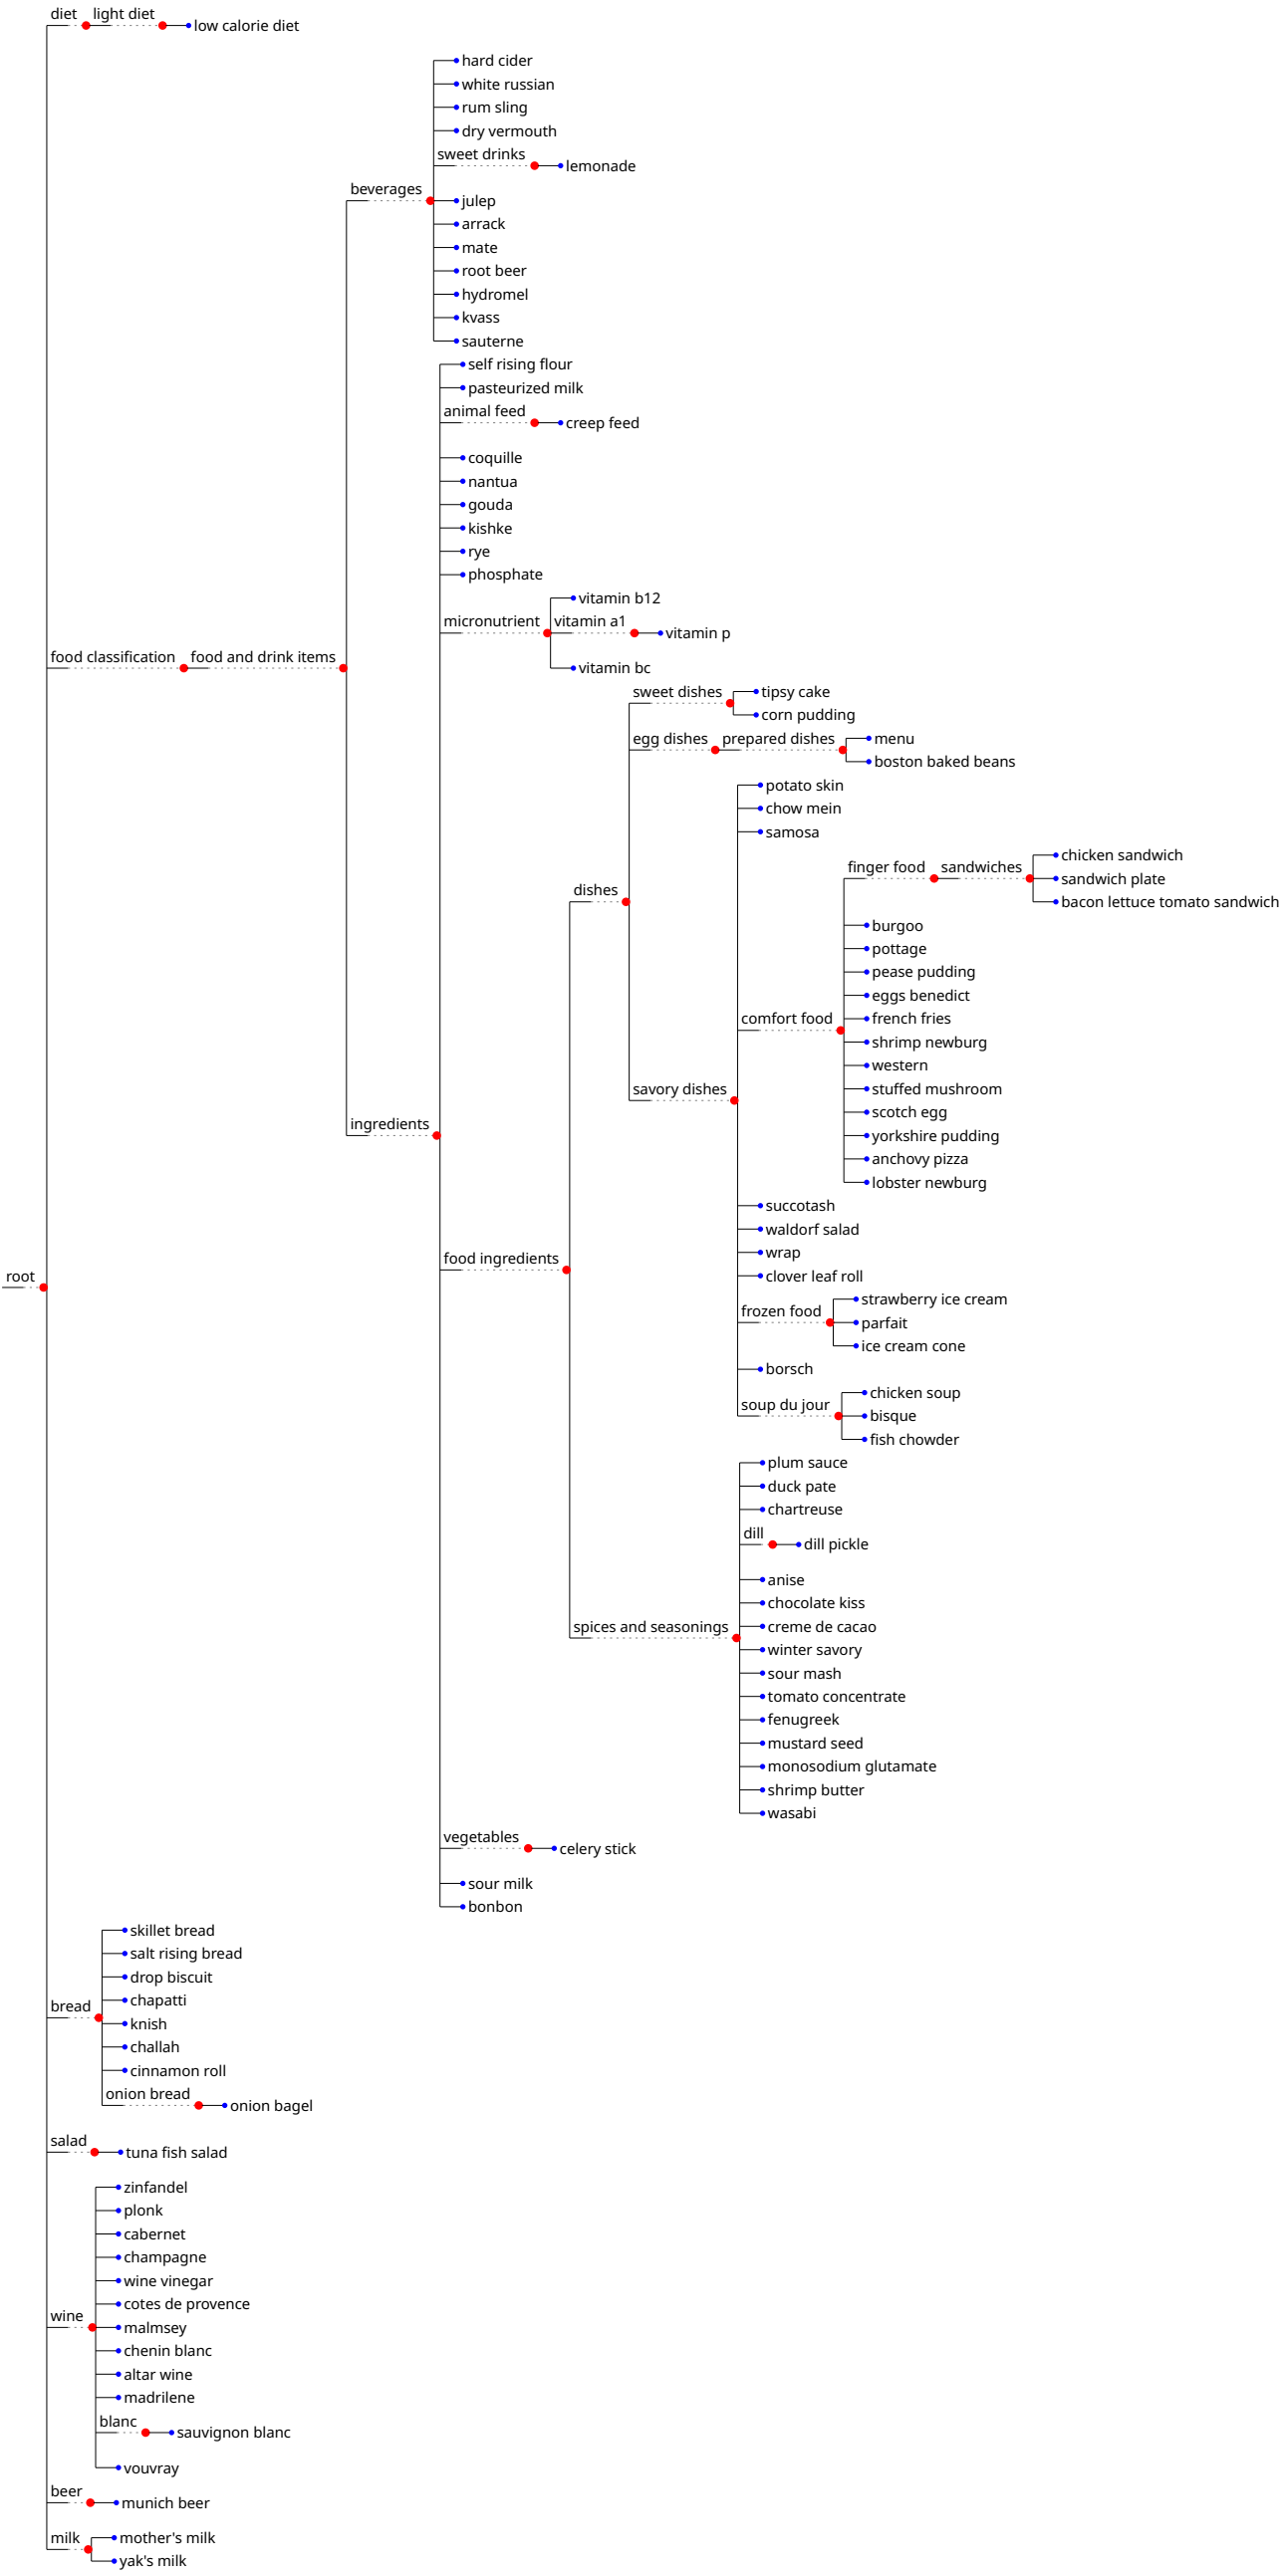 diet
light diet
low calorie diet
hard cider
white russian
rum sling
dry vermouth
sweet drinks
lemonade
beverages
julep
arrack
mate
root beer
hydromel
kvass
sauterne
self rising flour
pasteurized milk
animal feed
creep feed
coquille
nantua
gouda
kishke
rye
phosphate
vitamin b12
micronutrient
vitamin a1
vitamin p
food classification
food and drink items
vitamin bc
sweet dishes
tipsy cake
corn pudding
egg dishes
prepared dishes
menu
boston baked beans
potato skin
chow mein
samosa
chicken sandwich
finger food
sandwiches
sandwich plate
dishes
bacon lettuce tomato sandwich
burgoo
pottage
pease pudding
eggs benedict
comfort food
french fries
shrimp newburg
western
savory dishes
stuffed mushroom
scotch egg
ingredients
yorkshire pudding
anchovy pizza
lobster newburg
succotash
waldorf salad
food ingredients
wrap
root
clover leaf roll
strawberry ice cream
frozen food
parfait
ice cream cone
borsch
chicken soup
soup du jour
bisque
fish chowder
plum sauce
duck pate
chartreuse
dill
dill pickle
anise
chocolate kiss
spices and seasonings
creme de cacao
winter savory
sour mash
tomato concentrate
fenugreek
mustard seed
monosodium glutamate
shrimp butter
wasabi
vegetables
celery stick
sour milk
bonbon
skillet bread
salt rising bread
drop biscuit
chapatti
bread
knish
challah
cinnamon roll
onion bread
onion bagel
salad
tuna fish salad
zinfandel
plonk
cabernet
champagne
wine vinegar
cotes de provence
wine
malmsey
chenin blanc
altar wine
madrilene
blanc
sauvignon blanc
vouvray
beer
munich beer
milk
mother's milk
yak's milk